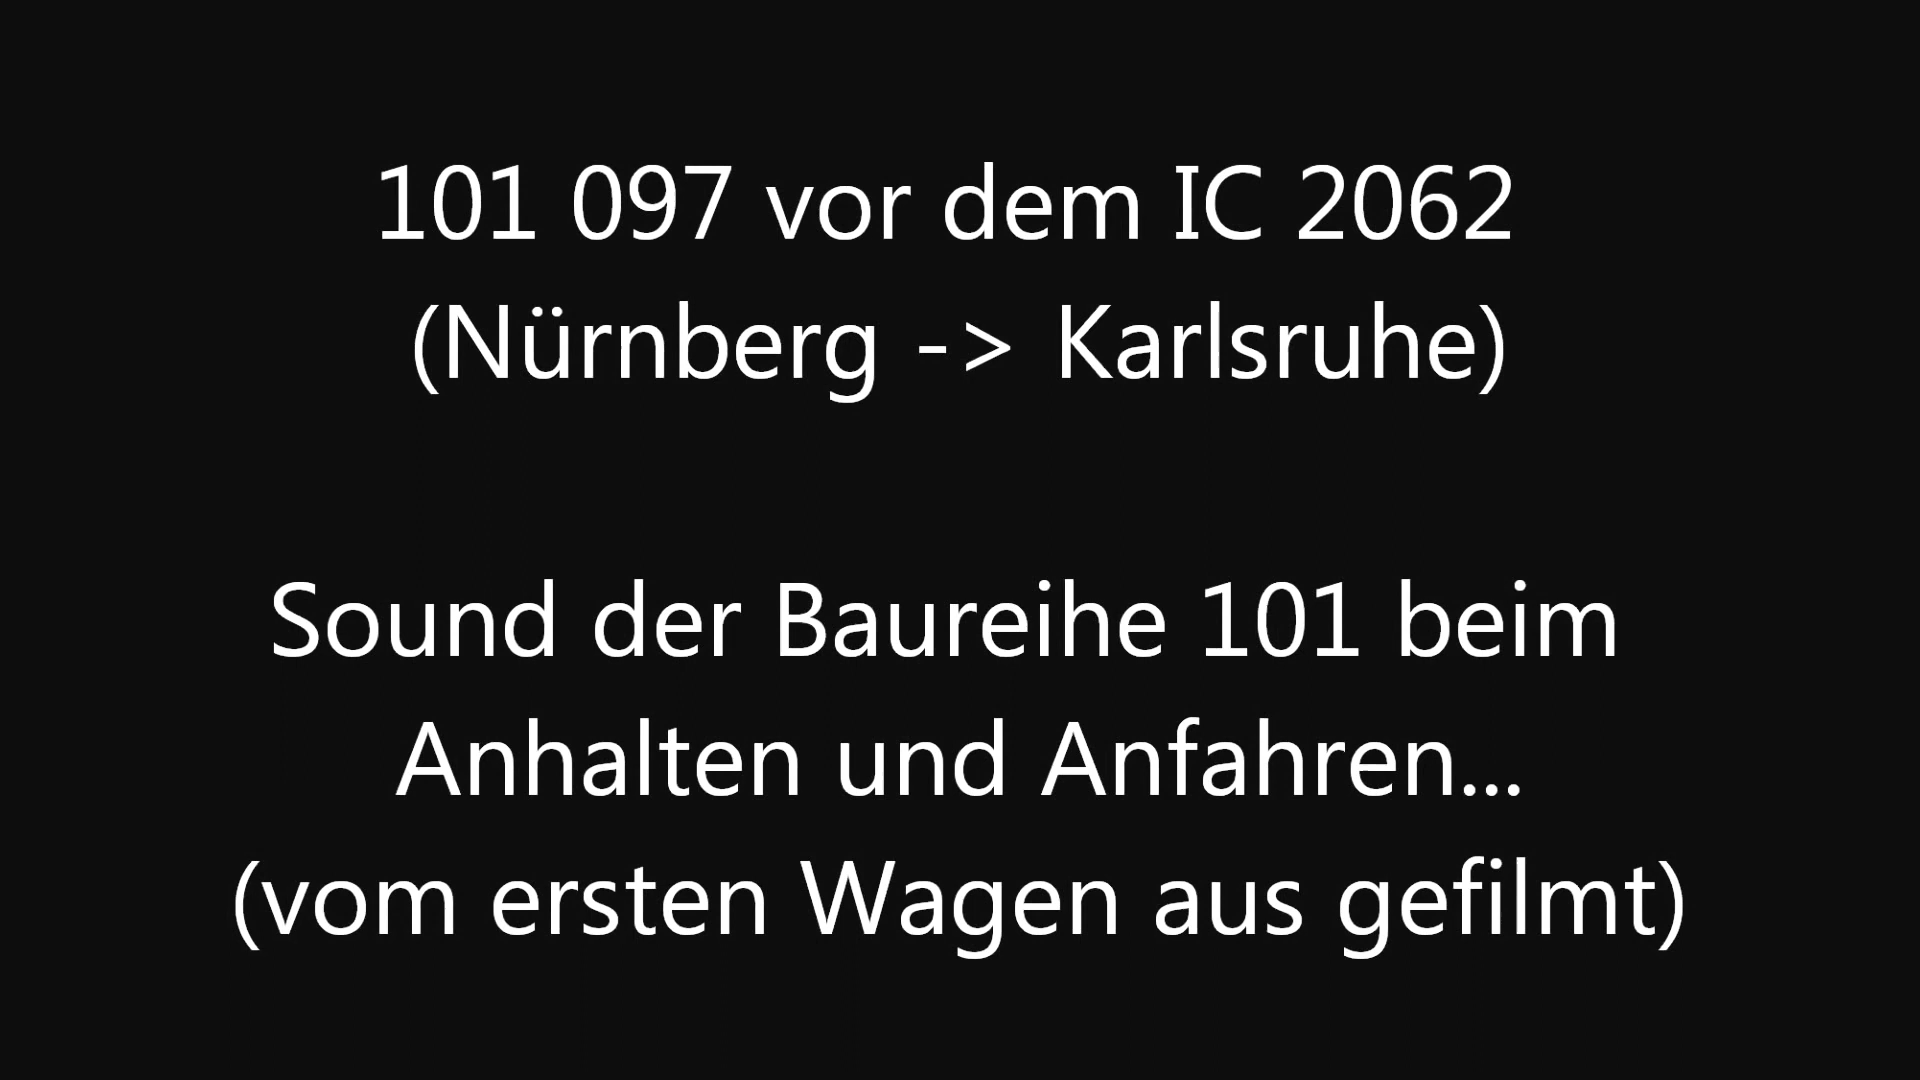 101 097 vor dem IC 2062
(Nürnberg -> Karlsruhe)
Sound der Baureihe 101 beim
Anhalten und Anfahren...
(vom ersten Wagen aus gefilmt)